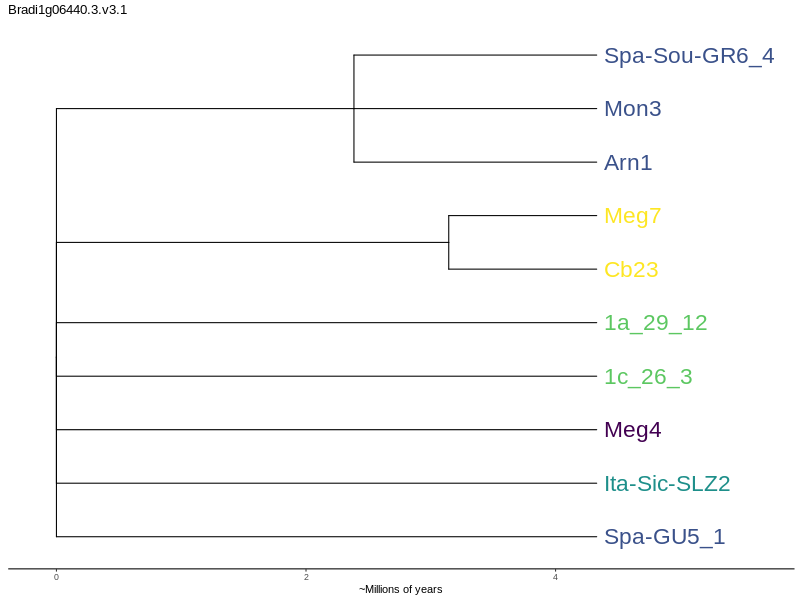 Bradi1g06440.3.v3.1
Spa-Sou-GR6_4
Mon3
Arn1
Meg7
Cb23
1a_29_12
1c_26_3
Meg4
Ita-Sic-SLZ2
Spa-GU5_1
0 2 4
~Millions of years